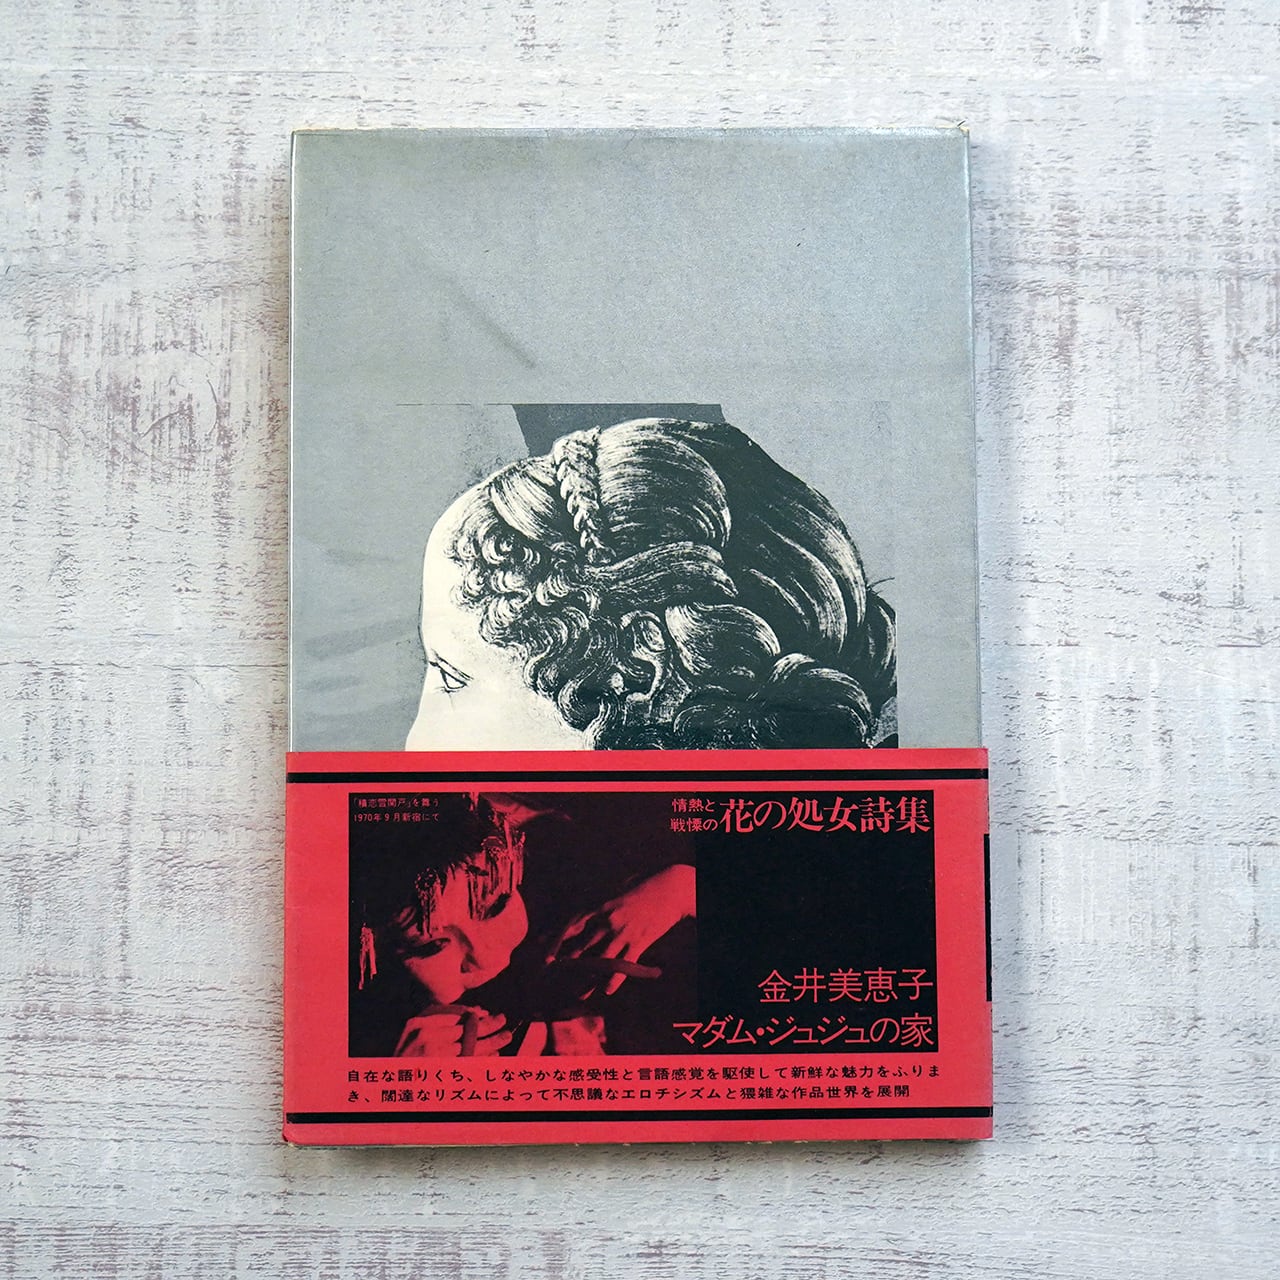 「積恋雪関戸」を舞う
1970年9月新宿にて
情熱と
戦慄の
花の処女詩集
金井美恵子
マダム・ジュジュの家
自在な語りくち、しなやかな感受性と言語感覚を駆使して新鮮な魅力をふりま
き、闊達なリズムによって不思議なエロチシズムと猥雑な作品世界を展開